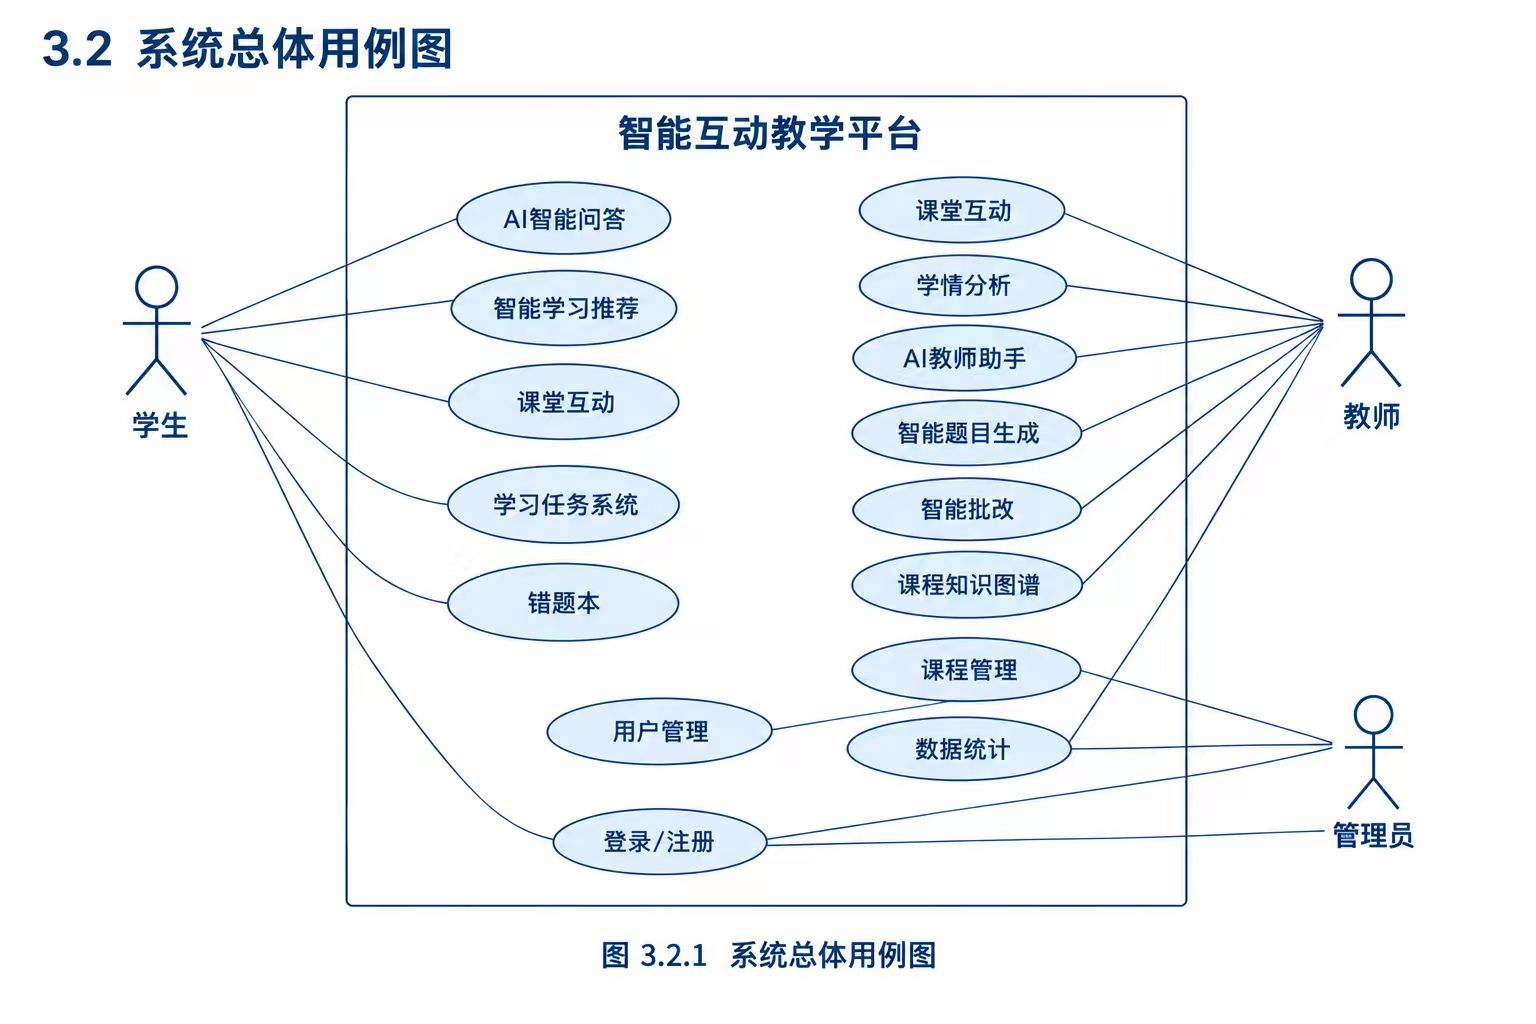 3.2 系统总体用例图
智能互动教学平台
AI智能问答
智能学习推荐
课堂互动
学习任务系统
错题本
用户管理
登录/注册
课堂互动
学情分析
AI教师助手
智能题目生成
智能批改
课程知识图谱
课程管理
数据统计
学生
教师
管理员
图 3.2.1 系统总体用例图